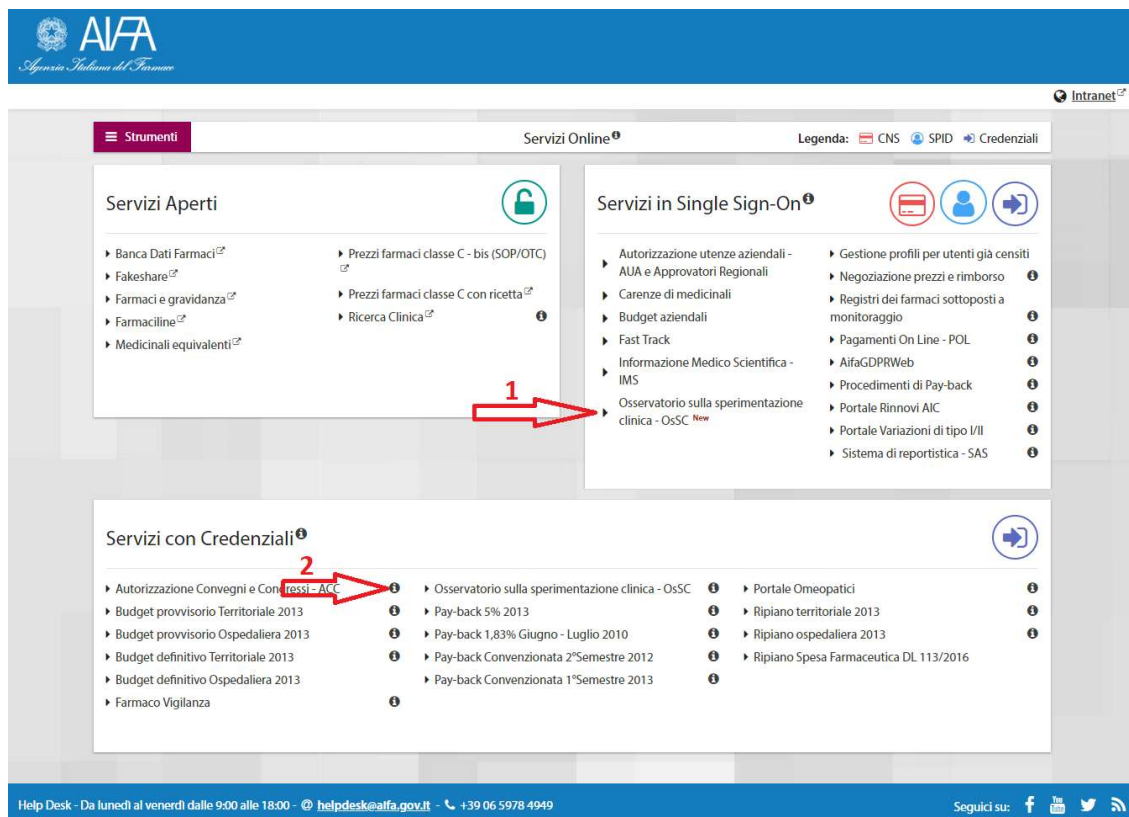 AIFA
Agenzia Italiana del Farmaco
Intranet
Strumenti
Servizi Online
Legenda: CNS SPID Credenziali
Servizi Aperti
Banca Dati Farmaci
Fakeshare
Farmaci e gravidanza
Farmaciline
Medicinali equivalenti
Prezzi farmaci classe C - bis (SOP/OTC)
Prezzi farmaci classe C con ricetta
Ricerca Clinica
Servizi in Single Sign-On
Autorizzazione utenze aziendali -
AUA e Approvatori Regionali
Carenze di medicinali
Budget aziendali
Fast Track
Informazione Medico Scientifica -
IMS
1
Osservatorio sulla sperimentazione
clinica - OsSC New
Gestione profili per utenti già censiti
Negoziazione prezzi e rimborso
Registri dei farmaci sottoposti a
monitoraggio
Pagamenti On Line - POL
AifaGDPRWeb
Procedimenti di Pay-back
Portale Rinnovi AIC
Portale Variazioni di tipo I/II
Sistema di reportistica - SAS
Servizi con Credenziali
2
Autorizzazione Convegni e Congressi - ACC
Budget provvisorio Territoriale 2013
Budget provvisorio Ospedaliera 2013
Budget definitivo Territoriale 2013
Budget definitivo Ospedaliera 2013
Farmaco Vigilanza
Osservatorio sulla sperimentazione clinica - OsSC
Pay-back 5% 2013
Pay-back 1,83% Giugno - Luglio 2010
Pay-back Convenzionata 2°Semestre 2012
Pay-back Convenzionata 1°Semestre 2013
Portale Omeopatici
Ripiano territoriale 2013
Ripiano ospedaliera 2013
Ripiano Spesa Farmaceutica DL 113/2016
Help Desk - Da lunedì al venerdì dalle 9:00 alle 18:00 - @ helpdesk@aifa.gov.it - +39 06 5978 4949
Seguici su: f You Tube